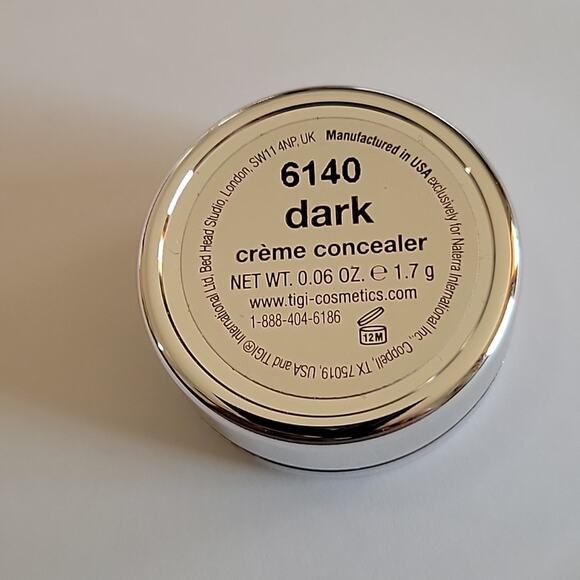 6140
dark
crème concealer
NET WT. 0.06 OZ. ℮ 1.7 g
www.tigi-cosmetics.com
1-888-404-6186
12M
Manufactured in USA exclusively for Nalerra International Inc., Coppell, TX 75019, USA and TIGI® International Ltd, Bed Head Studio, London, SW11 4NP, UK